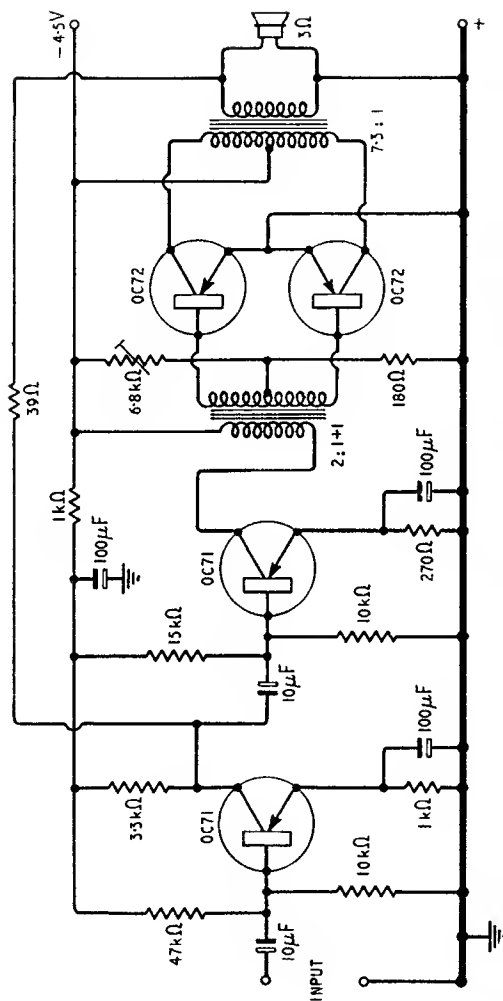 39Ω
−4·5V
1kΩ
100μF
6·8kΩ
OC72
3Ω
47kΩ
3·3kΩ
15kΩ
OC71
OC71
2:1+1
7·3:1
10μF
10μF
OC72
INPUT
10kΩ
1kΩ
100μF
10kΩ
270Ω
100μF
180Ω
+